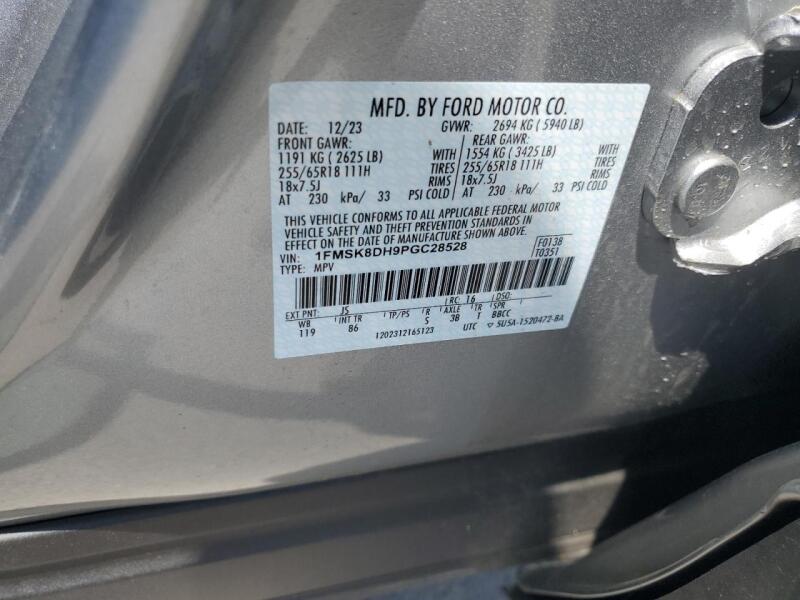 MFD. BY FORD MOTOR CO.
DATE: 12/23 GVWR: 2694 KG ( 5940 LB)
FRONT GAWR: REAR GAWR:
1191 KG ( 2625 LB) WITH 1554 KG ( 3425 LB) WITH
255/65R18 111H TIRES 255/65R18 111H TIRES
18x7.5J RIMS 18x7.5J RIMS
AT 230 kPa/ 33 PSI COLD AT 230 kPa/ 33 PSI COLD
THIS VEHICLE CONFORMS TO ALL APPLICABLE FEDERAL MOTOR
VEHICLE SAFETY AND THEFT PREVENTION STANDARDS IN
EFFECT ON THE DATE OF MANUFACTURE SHOWN ABOVE.
VIN: 1FMSK8DH9PGC28528 F0138
TYPE: MPV T0351
EXT PNT: JS RC: 16 DSO:
WB INT TR TP/PS R AXLE TR SPR
119 86 S 3B T BBCC
1202312165123 UTC 5U5A-1520472-BA